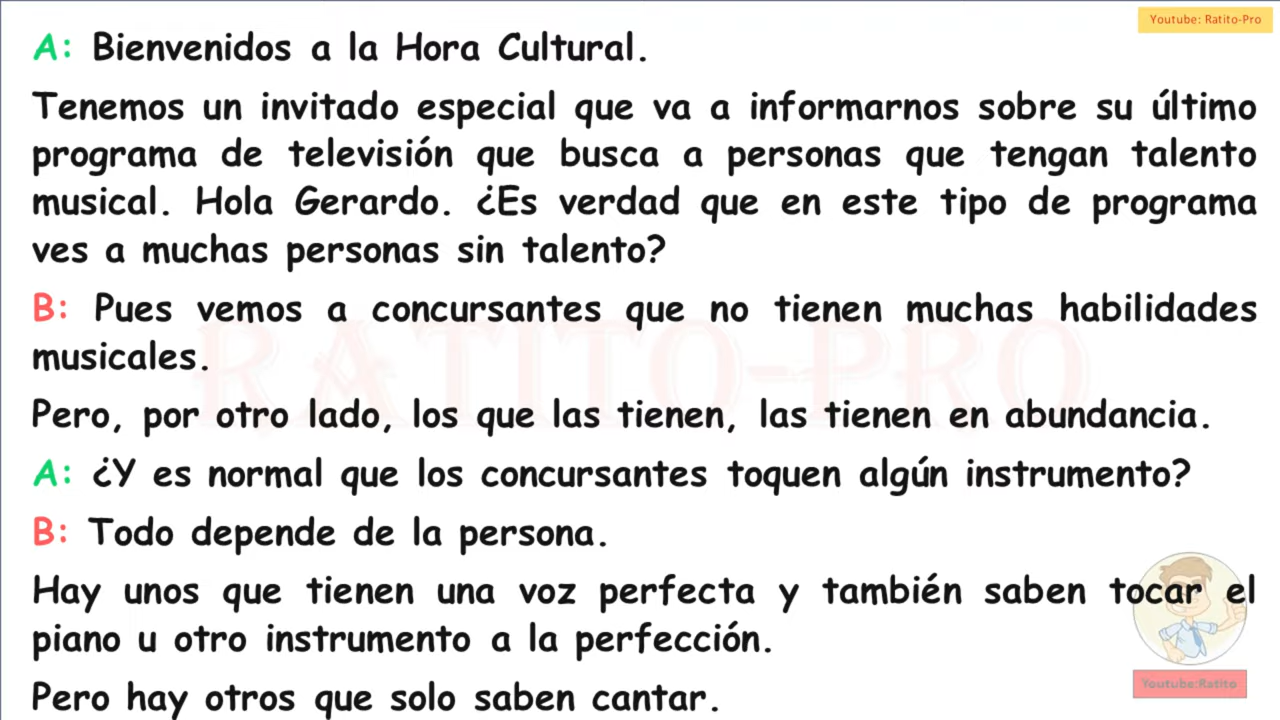 Youtube: Ratito-Pro
A: Bienvenidos a la Hora Cultural.
Tenemos un invitado especial que va a informarnos sobre su último
programa de televisión que busca a personas que tengan talento
musical. Hola Gerardo. ¿Es verdad que en este tipo de programa
ves a muchas personas sin talento?
B: Pues vemos a concursantes que no tienen muchas habilidades
musicales.
RATITO-PRO
Pero, por otro lado, los que las tienen, las tienen en abundancia.
A: ¿Y es normal que los concursantes toquen algún instrumento?
B: Todo depende de la persona.
Hay unos que tienen una voz perfecta y también saben tocar el
piano u otro instrumento a la perfección.
Youtube:Ratito
Pero hay otros que solo saben cantar.